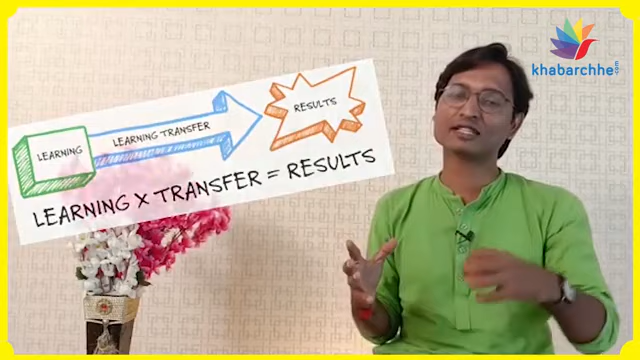 khabarchhe.com
RESULTS
LEARNING TRANSFER
LEARNING
LEARNING X TRANSFER = RESULTS